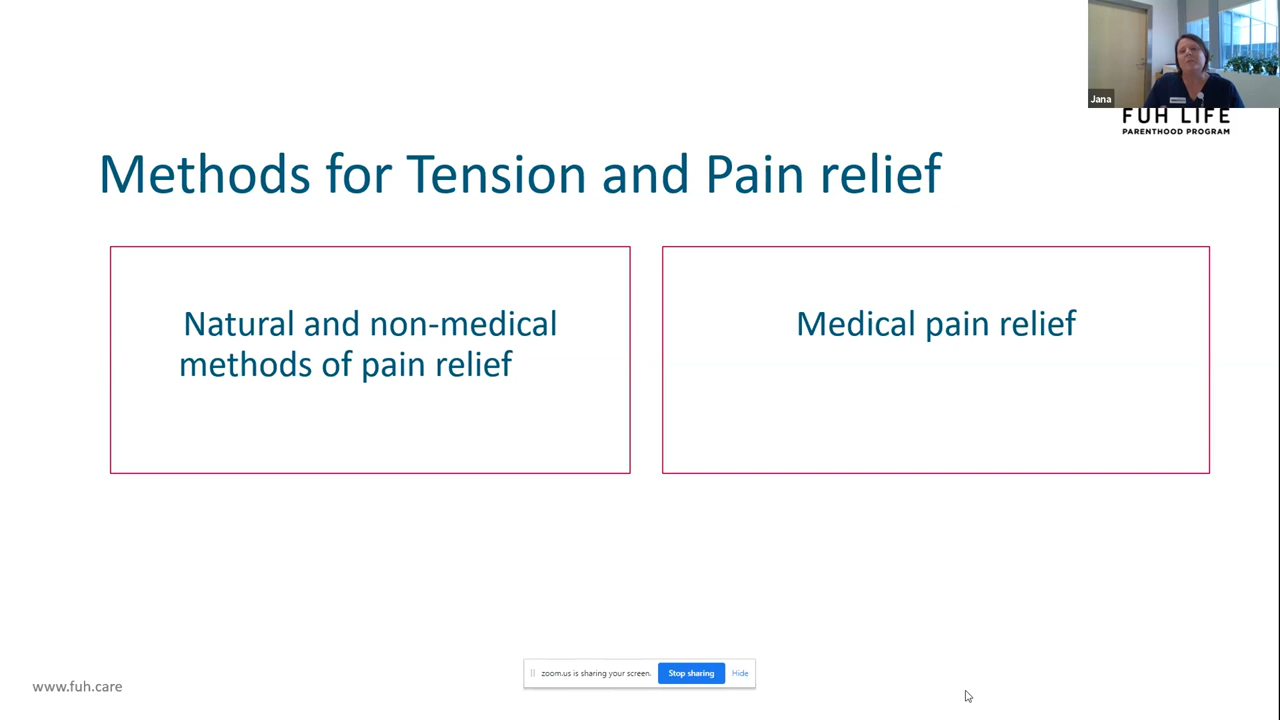 Jana
FUH LIFE
PARENTHOOD PROGRAM
Methods for Tension and Pain relief
Natural and non-medical
methods of pain relief
Medical pain relief
zoom.us is sharing your screen.
Stop sharing
Hide
www.fuh.care